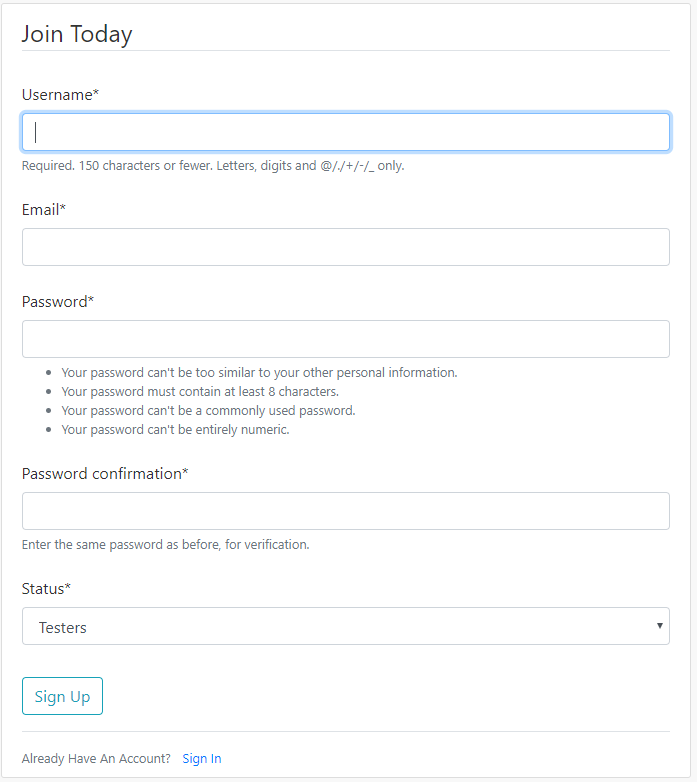 Join Today
Username*
Required. 150 characters or fewer. Letters, digits and @/./+/-/_ only.
Email*
Password*
Your password can't be too similar to your other personal information.
Your password must contain at least 8 characters.
Your password can't be a commonly used password.
Your password can't be entirely numeric.
Password confirmation*
Enter the same password as before, for verification.
Status*
Testers
Sign Up
Already Have An Account? Sign In